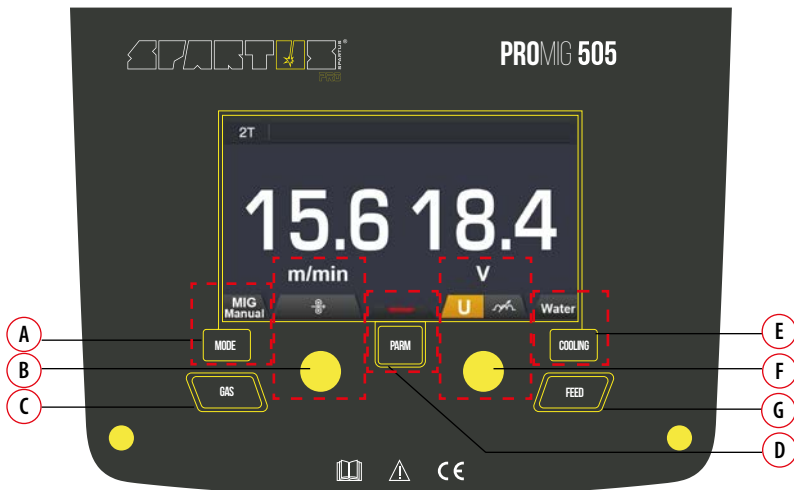 SPARTUS®
SPARTUS
PRO
PROMIG 505
2T
15.6 18.4
m/min V
MIG Manual
U
Water
A
MODE
PARM
COOLING
E
B
F
C
GAS
FEED
G
D
CE